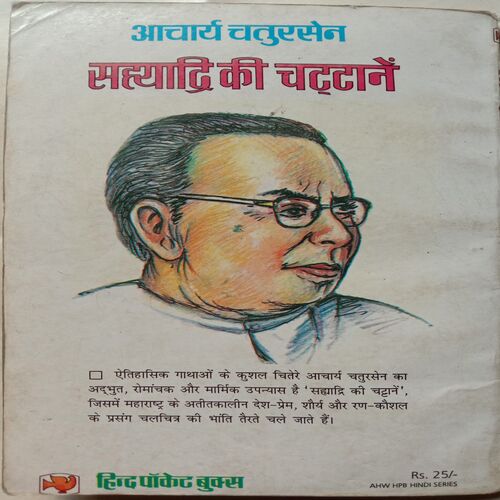 आचार्य चतुरसेन
सह्याद्रि की चट्टानें
□ ऐतिहासिक गाथाओं के कुशल चितेरे आचार्य चतुरसेन का
अद्भुत, रोमांचक और मार्मिक उपन्यास है 'सह्याद्रि की चट्टानें',
जिसमें महाराष्ट्र के अतीतकालीन देश-प्रेम, शौर्य और रण-कौशल
के प्रसंग चलचित्र की भांति तैरते चले जाते हैं।
हिन्द पॉकेट बुक्स
Rs. 25/-
AHW HPB HINDI SERIES